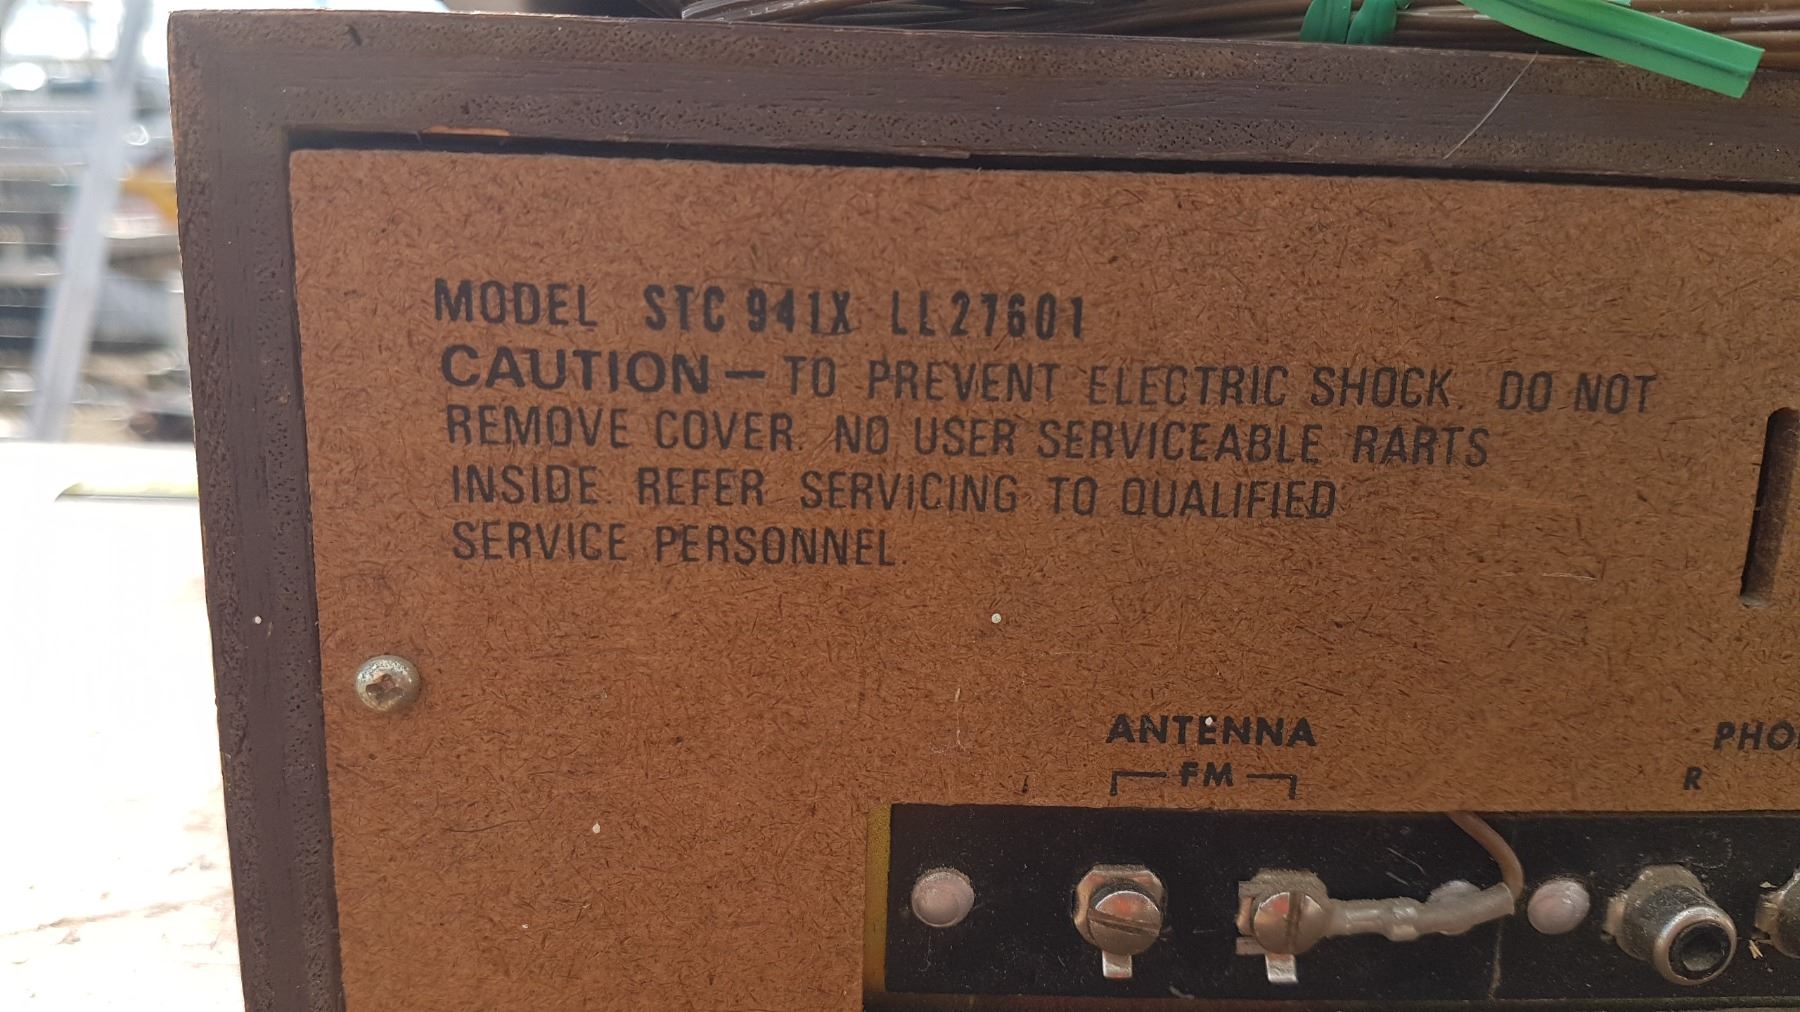 MODEL STC 941X LL27601
CAUTION — TO PREVENT ELECTRIC SHOCK. DO NOT
REMOVE COVER. NO USER SERVICEABLE RARTS
INSIDE. REFER SERVICING TO QUALIFIED
SERVICE PERSONNEL.
ANTENNA
FM
PHO
R